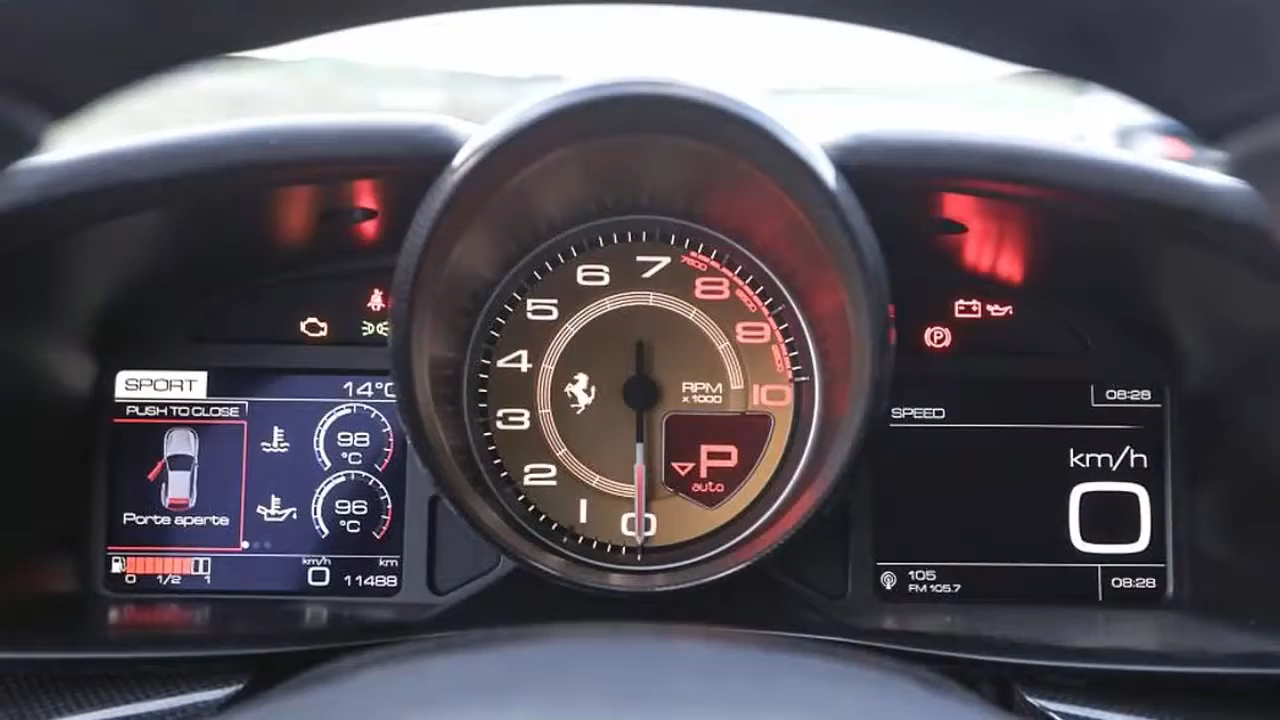 SPORT
14°C
PUSH TO CLOSE
98
°C
Porte aperte
96
°C
0 1/2 1
km/h
0
km
11488
0
1
2
3
4
5
6
7
8
9
10
7500
RPM
x1000
P
auto
(P)
SPEED
08:28
km/h
0
105
FM 105.7
08:28